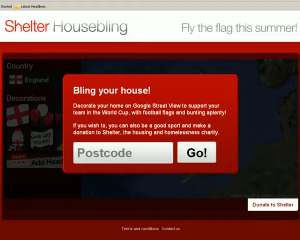 Latest Headlines
Shelter Housebling
Fly the flag this summer!
Country
England
Decorations
Bling your house!
Decorate your home on Google Street View to support your
team in the World Cup, with football flags and bunting aplenty!
If you wish, you can also be a good sport and make a
donation to Shelter, the housing and homelessness charity.
Postcode
Go!
Donate to Shelter
Terms and conditions Contact us